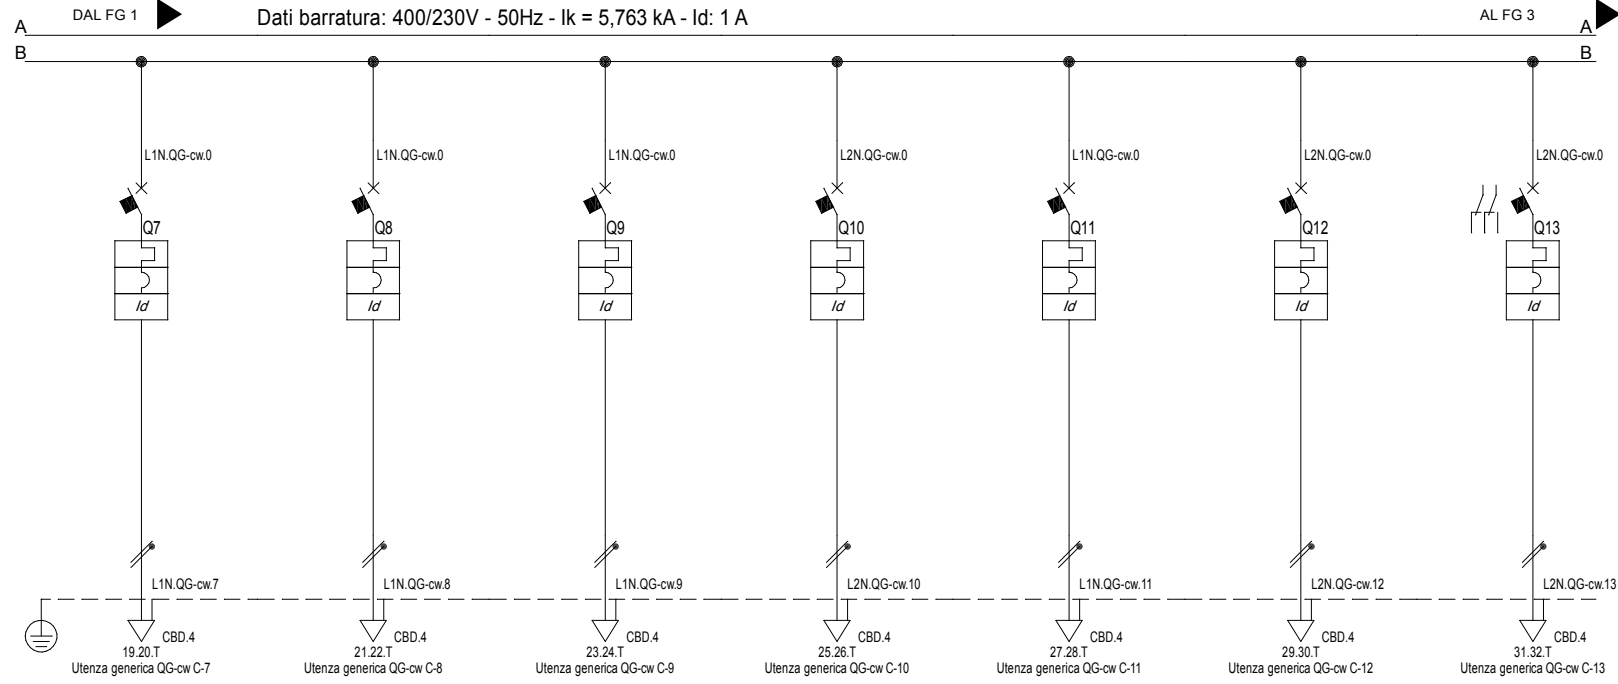 DAL FG 1 Dati barratura: 400/230V - 50Hz - Ik = 5,763 kA - Id: 1 A AL FG 3
A A
B B
L1N.QG-cw.0 L1N.QG-cw.0 L1N.QG-cw.0 L2N.QG-cw.0 L1N.QG-cw.0 L2N.QG-cw.0 L2N.QG-cw.0
Q7 Q8 Q9 Q10 Q11 Q12 Q13
Id Id Id Id Id Id Id
L1N.QG-cw.7 L1N.QG-cw.8 L1N.QG-cw.9 L2N.QG-cw.10 L1N.QG-cw.11 L2N.QG-cw.12 L2N.QG-cw.13
CBD.4 CBD.4 CBD.4 CBD.4 CBD.4 CBD.4 CBD.4
19.20.T 21.22.T 23.24.T 25.26.T 27.28.T 29.30.T 31.32.T
Utenza generica QG-cw C-7 Utenza generica QG-cw C-8 Utenza generica QG-cw C-9 Utenza generica QG-cw C-10 Utenza generica QG-cw C-11 Utenza generica QG-cw C-12 Utenza generica QG-cw C-13